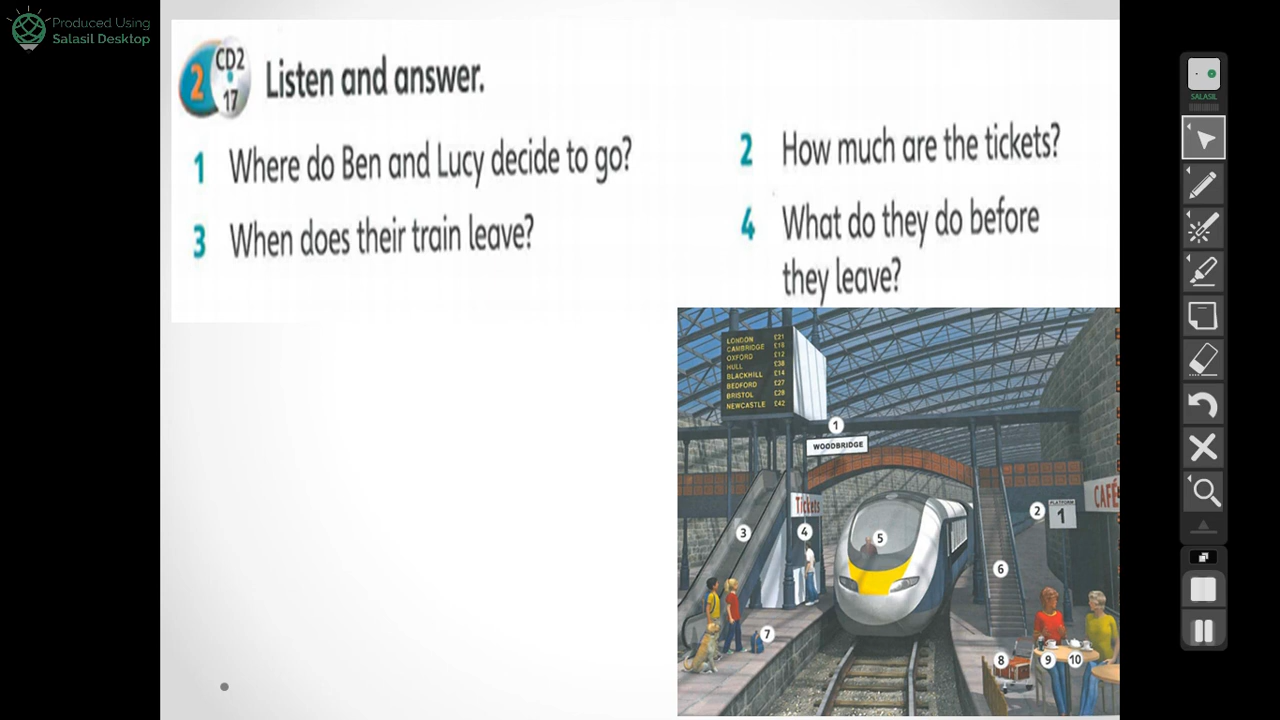 Produced Using
Salasil Desktop
2
CD2
17
Listen and answer.
1 Where do Ben and Lucy decide to go?
2 How much are the tickets?
3 When does their train leave?
4 What do they do before
they leave?
LONDON £21
CAMBRIDGE £18
OXFORD £12
HULL £38
BLACKHILL £14
BEDFORD £27
BRISTOL £28
NEWCASTLE £42
1
WOODBRIDGE
Tickets
CAFÉ
2
PLATFORM
1
3
4
5
6
7
8
9
10
SALASIL